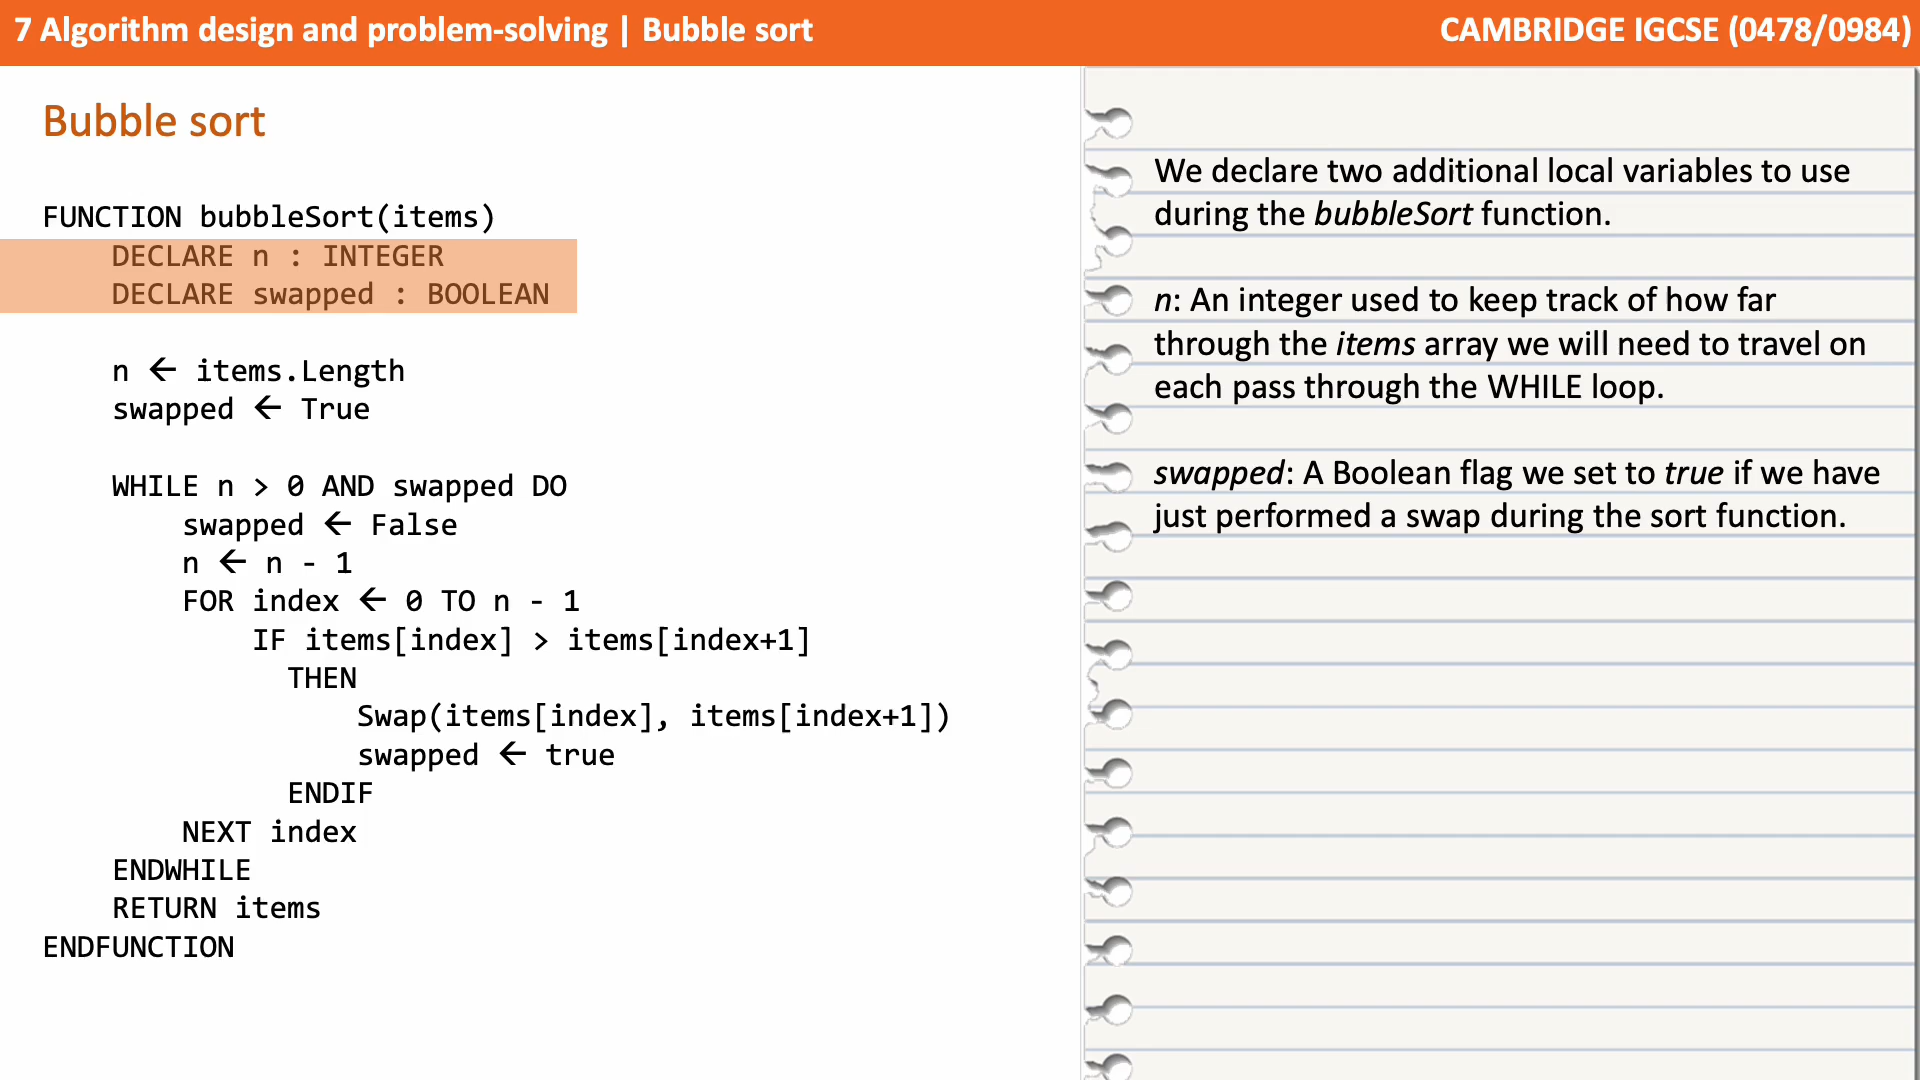 7 Algorithm design and problem-solving | Bubble sort
CAMBRIDGE IGCSE (0478/0984)
Bubble sort
FUNCTION bubbleSort(items)
    DECLARE n : INTEGER
    DECLARE swapped : BOOLEAN
    n ← items.Length
    swapped ← True
    WHILE n > 0 AND swapped DO
        swapped ← False
        n ← n - 1
        FOR index ← 0 TO n - 1
            IF items[index] > items[index+1]
              THEN
                  Swap(items[index], items[index+1])
                  swapped ← true
              ENDIF
        NEXT index
    ENDWHILE
    RETURN items
ENDFUNCTION
We declare two additional local variables to use
during the bubbleSort function.
n: An integer used to keep track of how far
through the items array we will need to travel on
each pass through the WHILE loop.
swapped: A Boolean flag we set to true if we have
just performed a swap during the sort function.